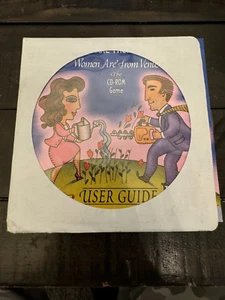 Women Are from Venus
The
CD-ROM
Game
USER GUIDE